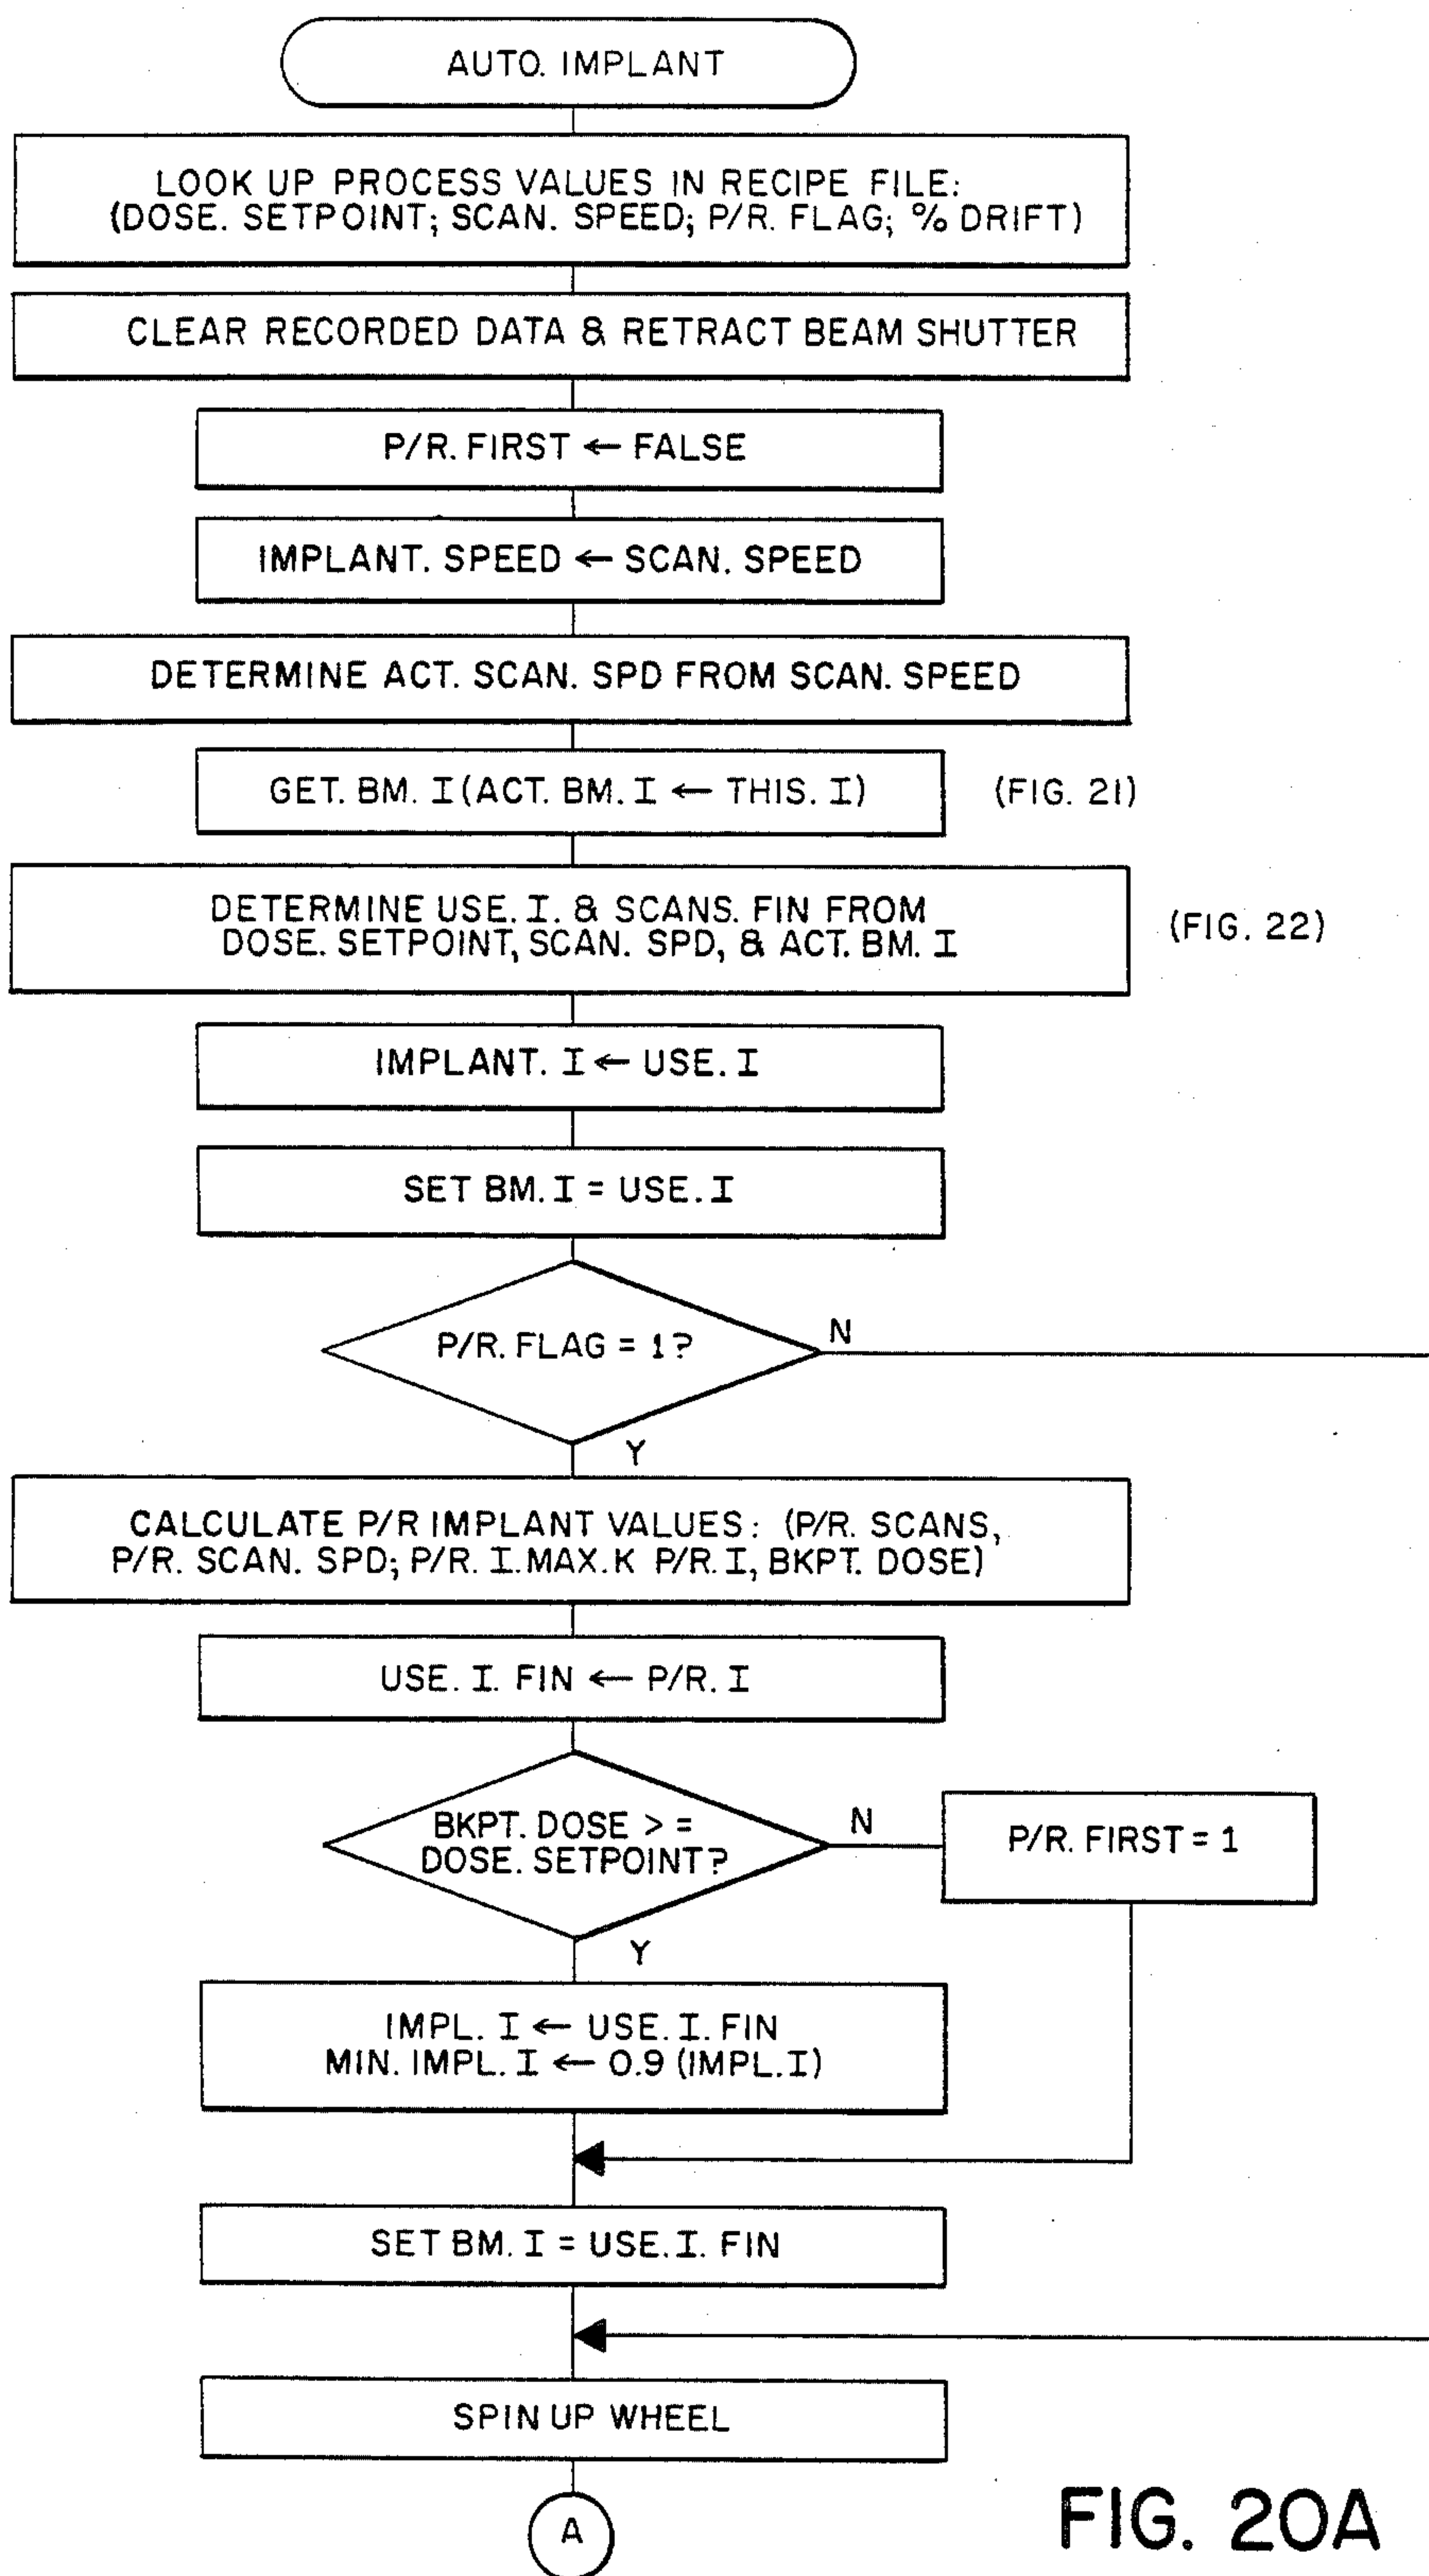 AUTO. IMPLANT
LOOK UP PROCESS VALUES IN RECIPE FILE:
(DOSE. SETPOINT; SCAN. SPEED; P/R. FLAG; % DRIFT)
CLEAR RECORDED DATA & RETRACT BEAM SHUTTER
P/R. FIRST ← FALSE
IMPLANT. SPEED ← SCAN. SPEED
DETERMINE ACT. SCAN. SPD FROM SCAN. SPEED
GET. BM. I (ACT. BM. I ← THIS. I)
(FIG. 21)
DETERMINE USE. I. & SCANS. FIN FROM
DOSE. SETPOINT, SCAN. SPD, & ACT. BM. I
(FIG. 22)
IMPLANT. I ← USE. I
SET BM. I = USE. I
P/R. FLAG = 1?
N
Y
CALCULATE P/R IMPLANT VALUES: (P/R. SCANS,
P/R. SCAN. SPD; P/R. I.MAX.K P/R.I, BKPT. DOSE)
USE. I. FIN ← P/R. I
BKPT. DOSE > =
DOSE. SETPOINT?
N
P/R. FIRST = 1
Y
IMPL. I ← USE. I. FIN
MIN. IMPL. I ← 0.9 (IMPL.I)
SET BM. I = USE. I. FIN
SPIN UP WHEEL
A
FIG. 20A